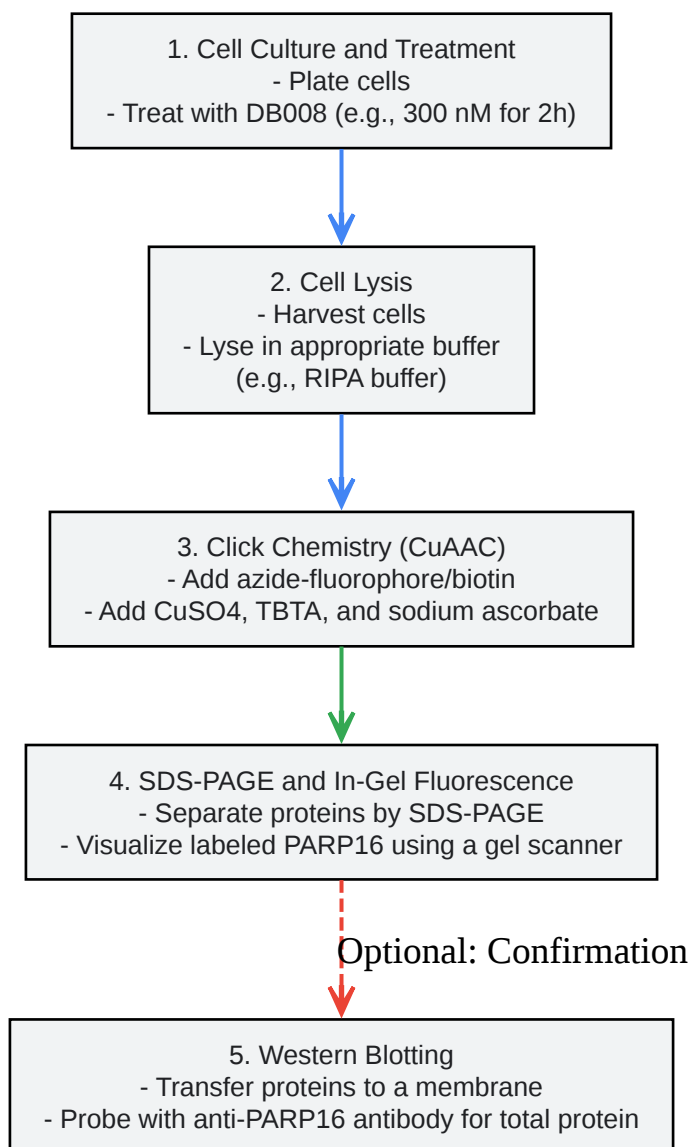 1. Cell Culture and Treatment
- Plate cells
- Treat with DB008 (e.g., 300 nM for 2h)
2. Cell Lysis
- Harvest cells
- Lyse in appropriate buffer
(e.g., RIPA buffer)
3. Click Chemistry (CuAAC)
- Add azide-fluorophore/biotin
- Add CuSO4, TBTA, and sodium ascorbate
4. SDS-PAGE and In-Gel Fluorescence
- Separate proteins by SDS-PAGE
- Visualize labeled PARP16 using a gel scanner
Optional: Confirmation
5. Western Blotting
- Transfer proteins to a membrane
- Probe with anti-PARP16 antibody for total protein